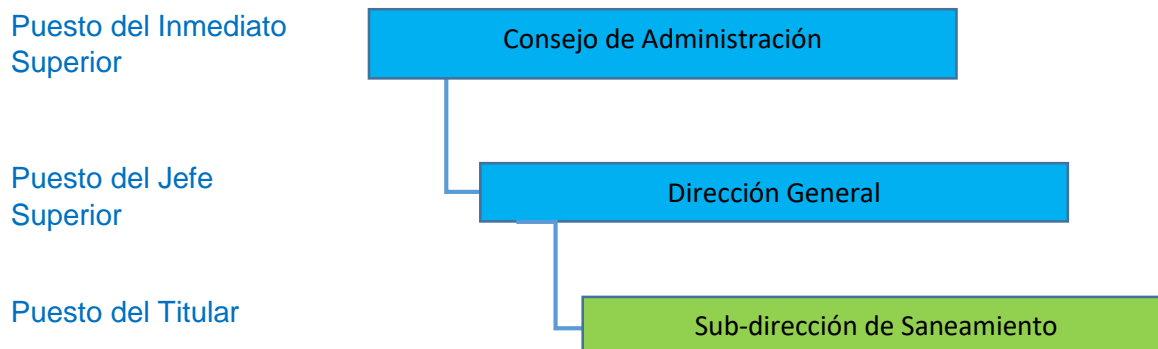 Puesto del Inmediato
Superior
Consejo de Administración
Puesto del Jefe
Superior
Dirección General
Puesto del Titular
Sub-dirección de Saneamiento